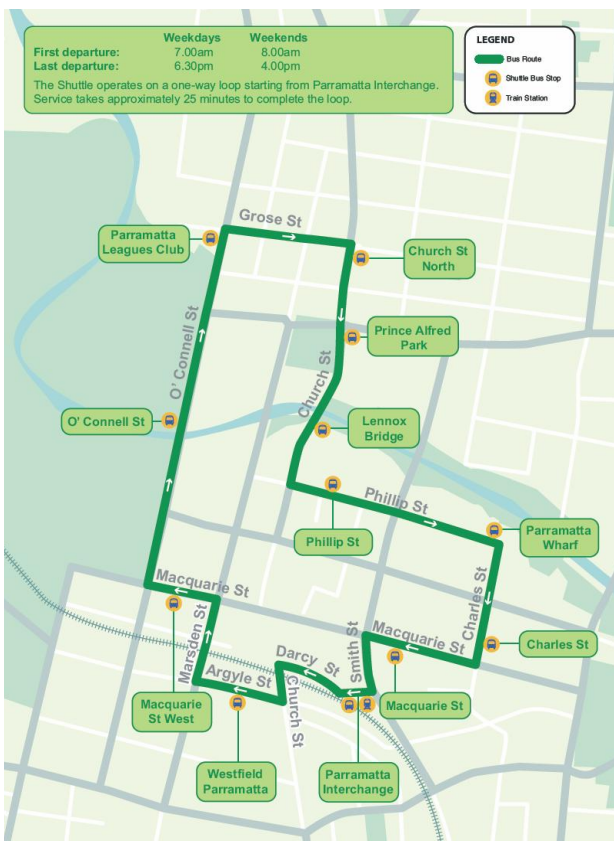 Weekdays Weekends
First departure: 7.00am 8.00am
Last departure: 6.30pm 4.00pm
The Shuttle operates on a one-way loop starting from Parramatta Interchange.
Service takes approximately 25 minutes to complete the loop.
LEGEND
Bus Route
Shuttle Bus Stop
Train Station
Grose St
Parramatta
Leagues Club
Church St
North
Prince Alfred
Park
O' Connell St
Church St
O' Connell St
Lennox
Bridge
Phillip St
Phillip St
Parramatta
Wharf
Macquarie St
Charles St
Marsden St
Smith St
Macquarie St
Charles St
Darcy St
Argyle St
Church St
Macquarie
St West
Macquarie St
Westfield
Parramatta
Parramatta
Interchange